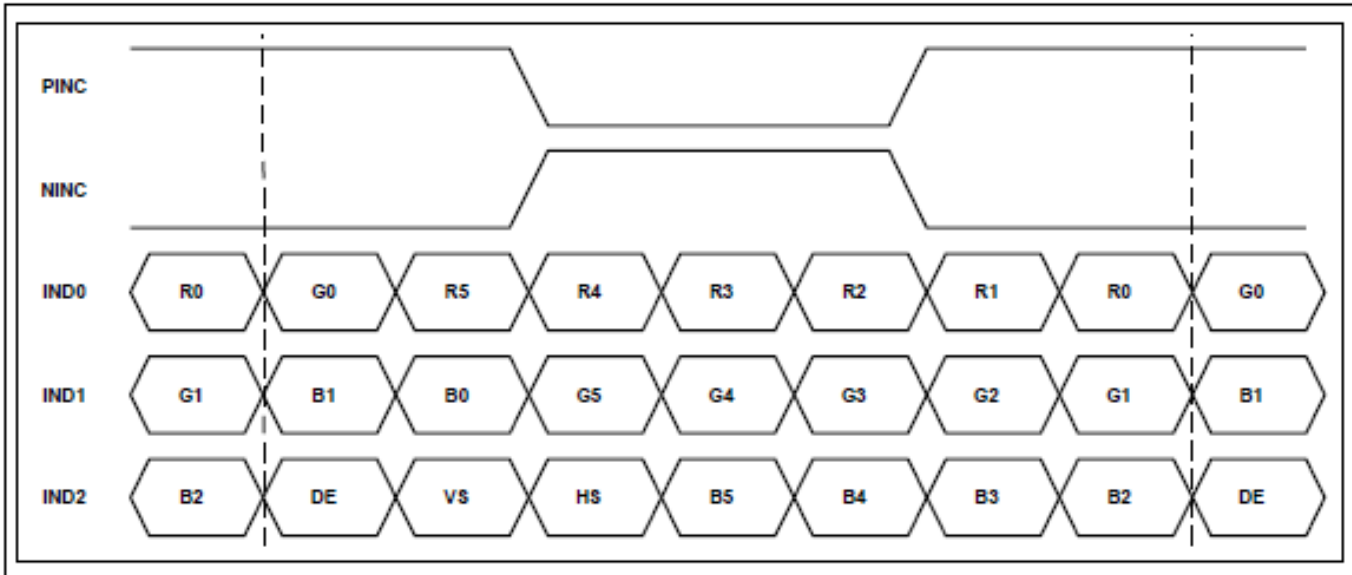 PINC
NINC
IND0 R0 G0 R5 R4 R3 R2 R1 R0 G0
IND1 G1 B1 B0 G5 G4 G3 G2 G1 B1
IND2 B2 DE VS HS B5 B4 B3 B2 DE